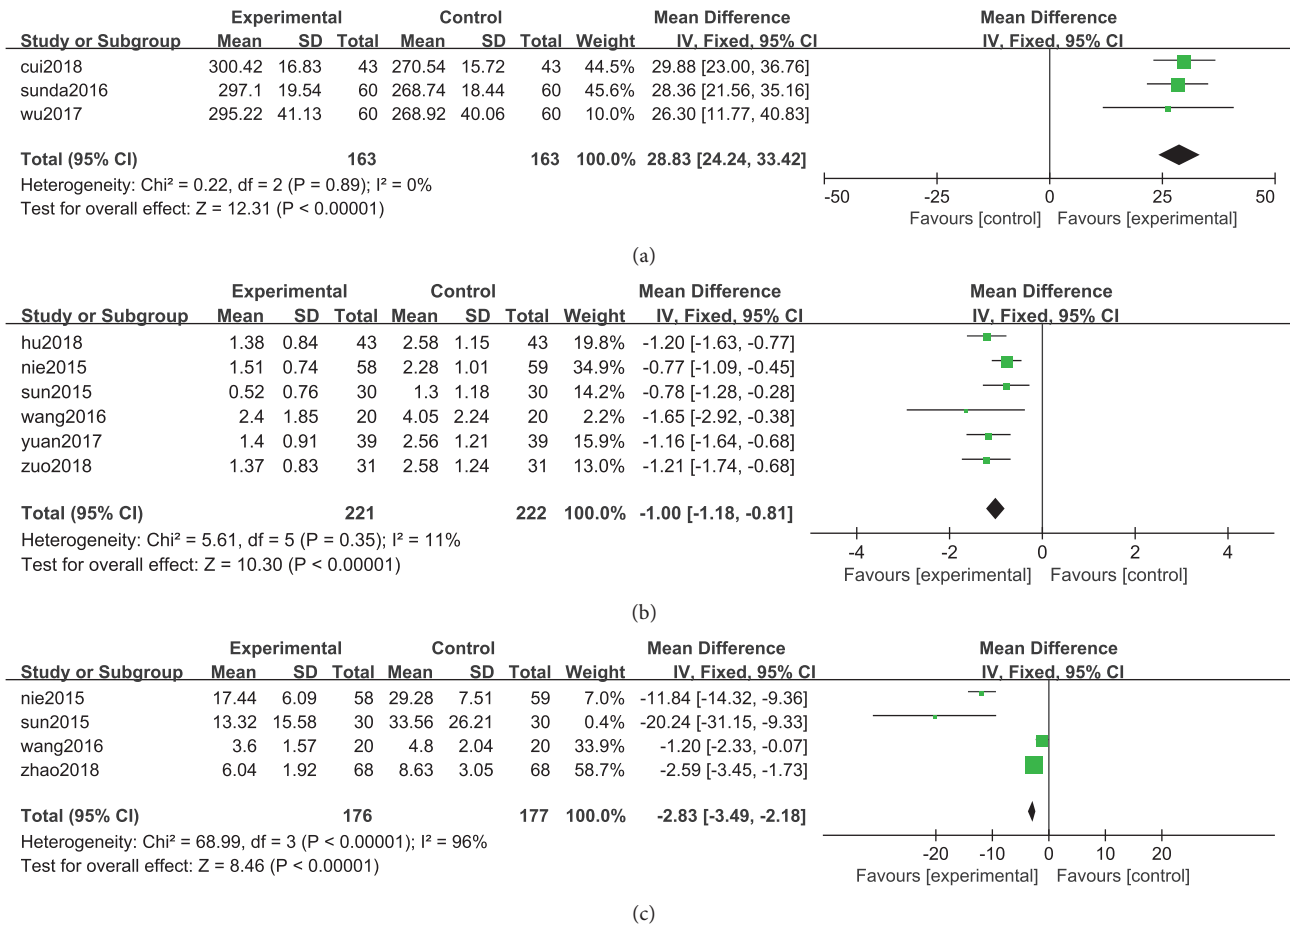 Experimental Control Mean Difference Mean Difference
Study or Subgroup Mean SD Total Mean SD Total Weight IV, Fixed, 95% CI IV, Fixed, 95% CI
cui2018 300.42 16.83 43 270.54 15.72 43 44.5% 29.88 [23.00, 36.76]
sunda2016 297.1 19.54 60 268.74 18.44 60 45.6% 28.36 [21.56, 35.16]
wu2017 295.22 41.13 60 268.92 40.06 60 10.0% 26.30 [11.77, 40.83]
Total (95% CI) 163 163 100.0% 28.83 [24.24, 33.42]
Heterogeneity: Chi² = 0.22, df = 2 (P = 0.89); I² = 0%
Test for overall effect: Z = 12.31 (P < 0.00001)
-50 -25 0 25 50
Favours [control] Favours [experimental]
(a)
Experimental Control Mean Difference Mean Difference
Study or Subgroup Mean SD Total Mean SD Total Weight IV, Fixed, 95% CI IV, Fixed, 95% CI
hu2018 1.38 0.84 43 2.58 1.15 43 19.8% -1.20 [-1.63, -0.77]
nie2015 1.51 0.74 58 2.28 1.01 59 34.9% -0.77 [-1.09, -0.45]
sun2015 0.52 0.76 30 1.3 1.18 30 14.2% -0.78 [-1.28, -0.28]
wang2016 2.4 1.85 20 4.05 2.24 20 2.2% -1.65 [-2.92, -0.38]
yuan2017 1.4 0.91 39 2.56 1.21 39 15.9% -1.16 [-1.64, -0.68]
zuo2018 1.37 0.83 31 2.58 1.24 31 13.0% -1.21 [-1.74, -0.68]
Total (95% CI) 221 222 100.0% -1.00 [-1.18, -0.81]
Heterogeneity: Chi² = 5.61, df = 5 (P = 0.35); I² = 11%
Test for overall effect: Z = 10.30 (P < 0.00001)
-4 -2 0 2 4
Favours [experimental] Favours [control]
(b)
Experimental Control Mean Difference Mean Difference
Study or Subgroup Mean SD Total Mean SD Total Weight IV, Fixed, 95% CI IV, Fixed, 95% CI
nie2015 17.44 6.09 58 29.28 7.51 59 7.0% -11.84 [-14.32, -9.36]
sun2015 13.32 15.58 30 33.56 26.21 30 0.4% -20.24 [-31.15, -9.33]
wang2016 3.6 1.57 20 4.8 2.04 20 33.9% -1.20 [-2.33, -0.07]
zhao2018 6.04 1.92 68 8.63 3.05 68 58.7% -2.59 [-3.45, -1.73]
Total (95% CI) 176 177 100.0% -2.83 [-3.49, -2.18]
Heterogeneity: Chi² = 68.99, df = 3 (P < 0.00001); I² = 96%
Test for overall effect: Z = 8.46 (P < 0.00001)
-20 -10 0 10 20
Favours [experimental] Favours [control]
(c)